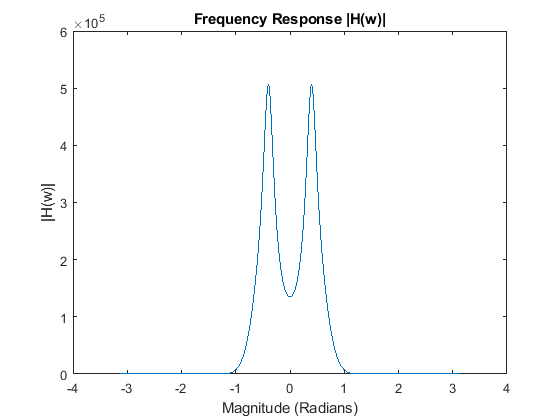 Frequency Response |H(w)|
×10^5
6
5
4
3
2
1
0
|H(w)|
-4 -3 -2 -1 0 1 2 3 4
Magnitude (Radians)